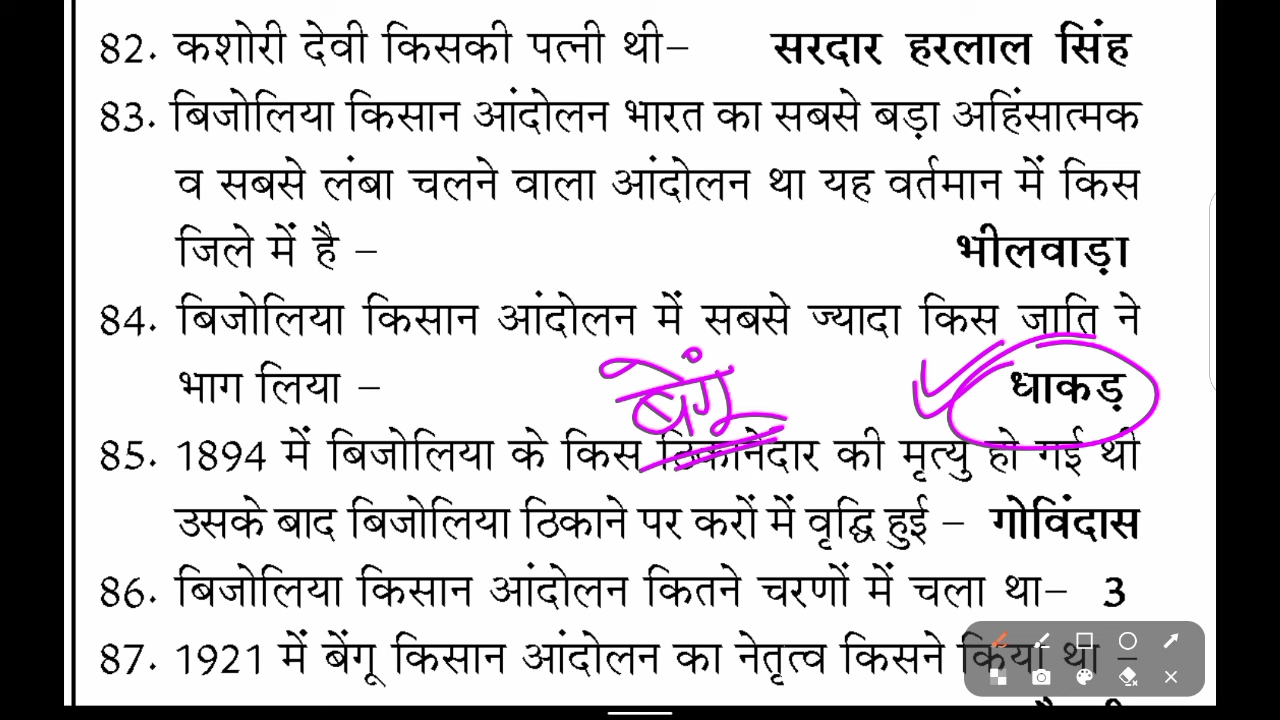 82. कशोरी देवी किसकी पत्नी थी– सरदार हरलाल सिंह
83. बिजोलिया किसान आंदोलन भारत का सबसे बड़ा अहिंसात्मक
व सबसे लंबा चलने वाला आंदोलन था यह वर्तमान में किस
जिले में है – भीलवाड़ा
84. बिजोलिया किसान आंदोलन में सबसे ज्यादा किस जाति ने
भाग लिया – धाकड़
बेंगू
85. 1894 में बिजोलिया के किस ठिकानेदार की मृत्यु हो गई थी
उसके बाद बिजोलिया ठिकाने पर करों में वृद्धि हुई – गोविंदास
86. बिजोलिया किसान आंदोलन कितने चरणों में चला था– 3
87. 1921 में बेंगू किसान आंदोलन का नेतृत्व किसने किया था –